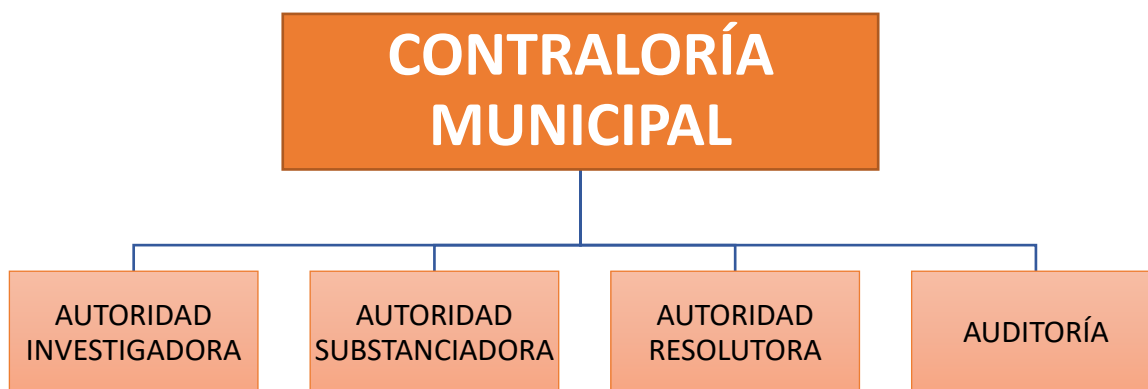 CONTRALORÍA
MUNICIPAL
AUTORIDAD
INVESTIGADORA
AUTORIDAD
SUBSTANCIADORA
AUTORIDAD
RESOLUTORA
AUDITORÍA